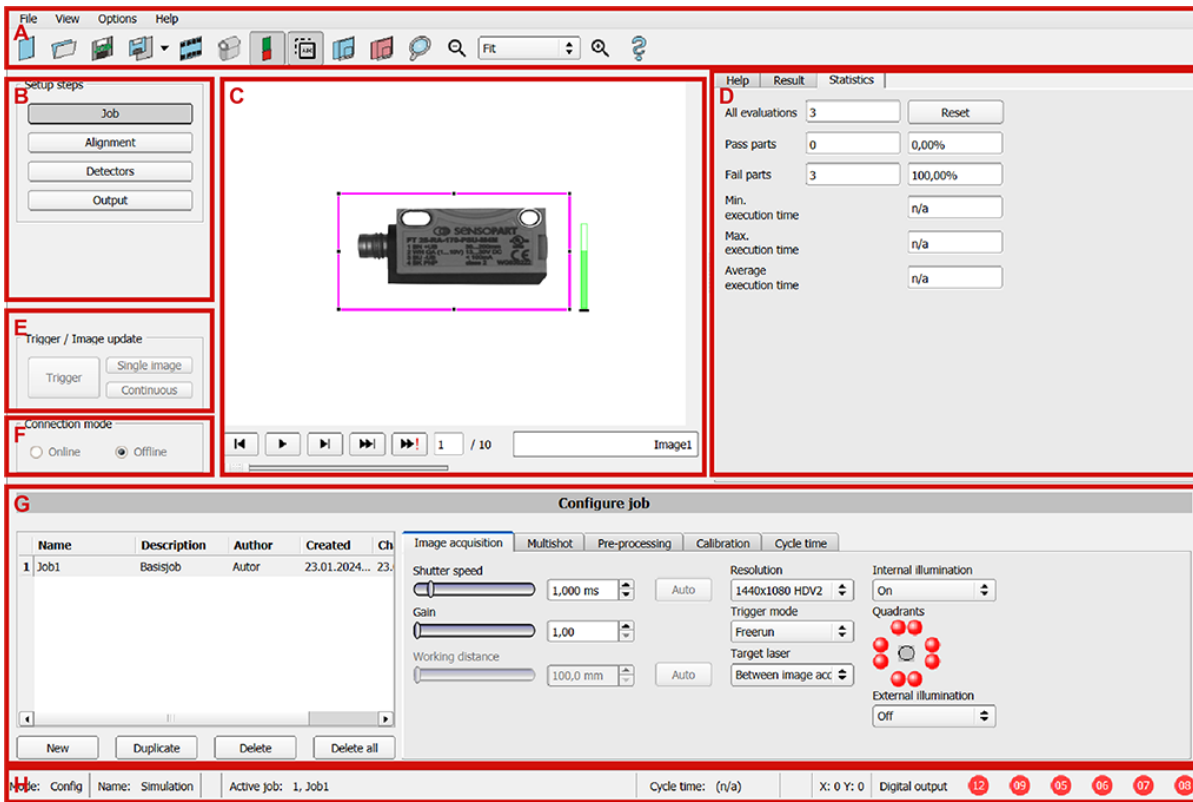 File View Options Help
A
ABC
Fit
B
Setup steps
Job
Alignment
Detectors
Output
C
SENSOPART
D
Help Result Statistics
All evaluations 3 Reset
Pass parts 0 0,00%
Fail parts 3 100,00%
Min.
execution time n/a
Max.
execution time n/a
Average
execution time n/a
E
Trigger / Image update
Trigger
Single image
Continuous
F
Connection mode
Online Offline
! 1 / 10 Image1
G
Configure job
Name Description Author Created
1 Job1 Basisjob Autor 23.01.2024...
New Duplicate Delete Delete all
Image acquisition Multishot Pre-processing Calibration Cycle time
Shutter speed
1,000 ms Auto
Gain
1,00
Working distance
100,0 mm Auto
Resolution
1440x1080 HDV2
Trigger mode
Freerun
Target laser
Between image acc
Internal illumination
On
Quadrants
External illumination
Off
H
Mode: Config Name: Simulation Active job: 1, Job1 Cycle time: (n/a) X: 0 Y: 0 Digital output 12 09 05 06 07 08